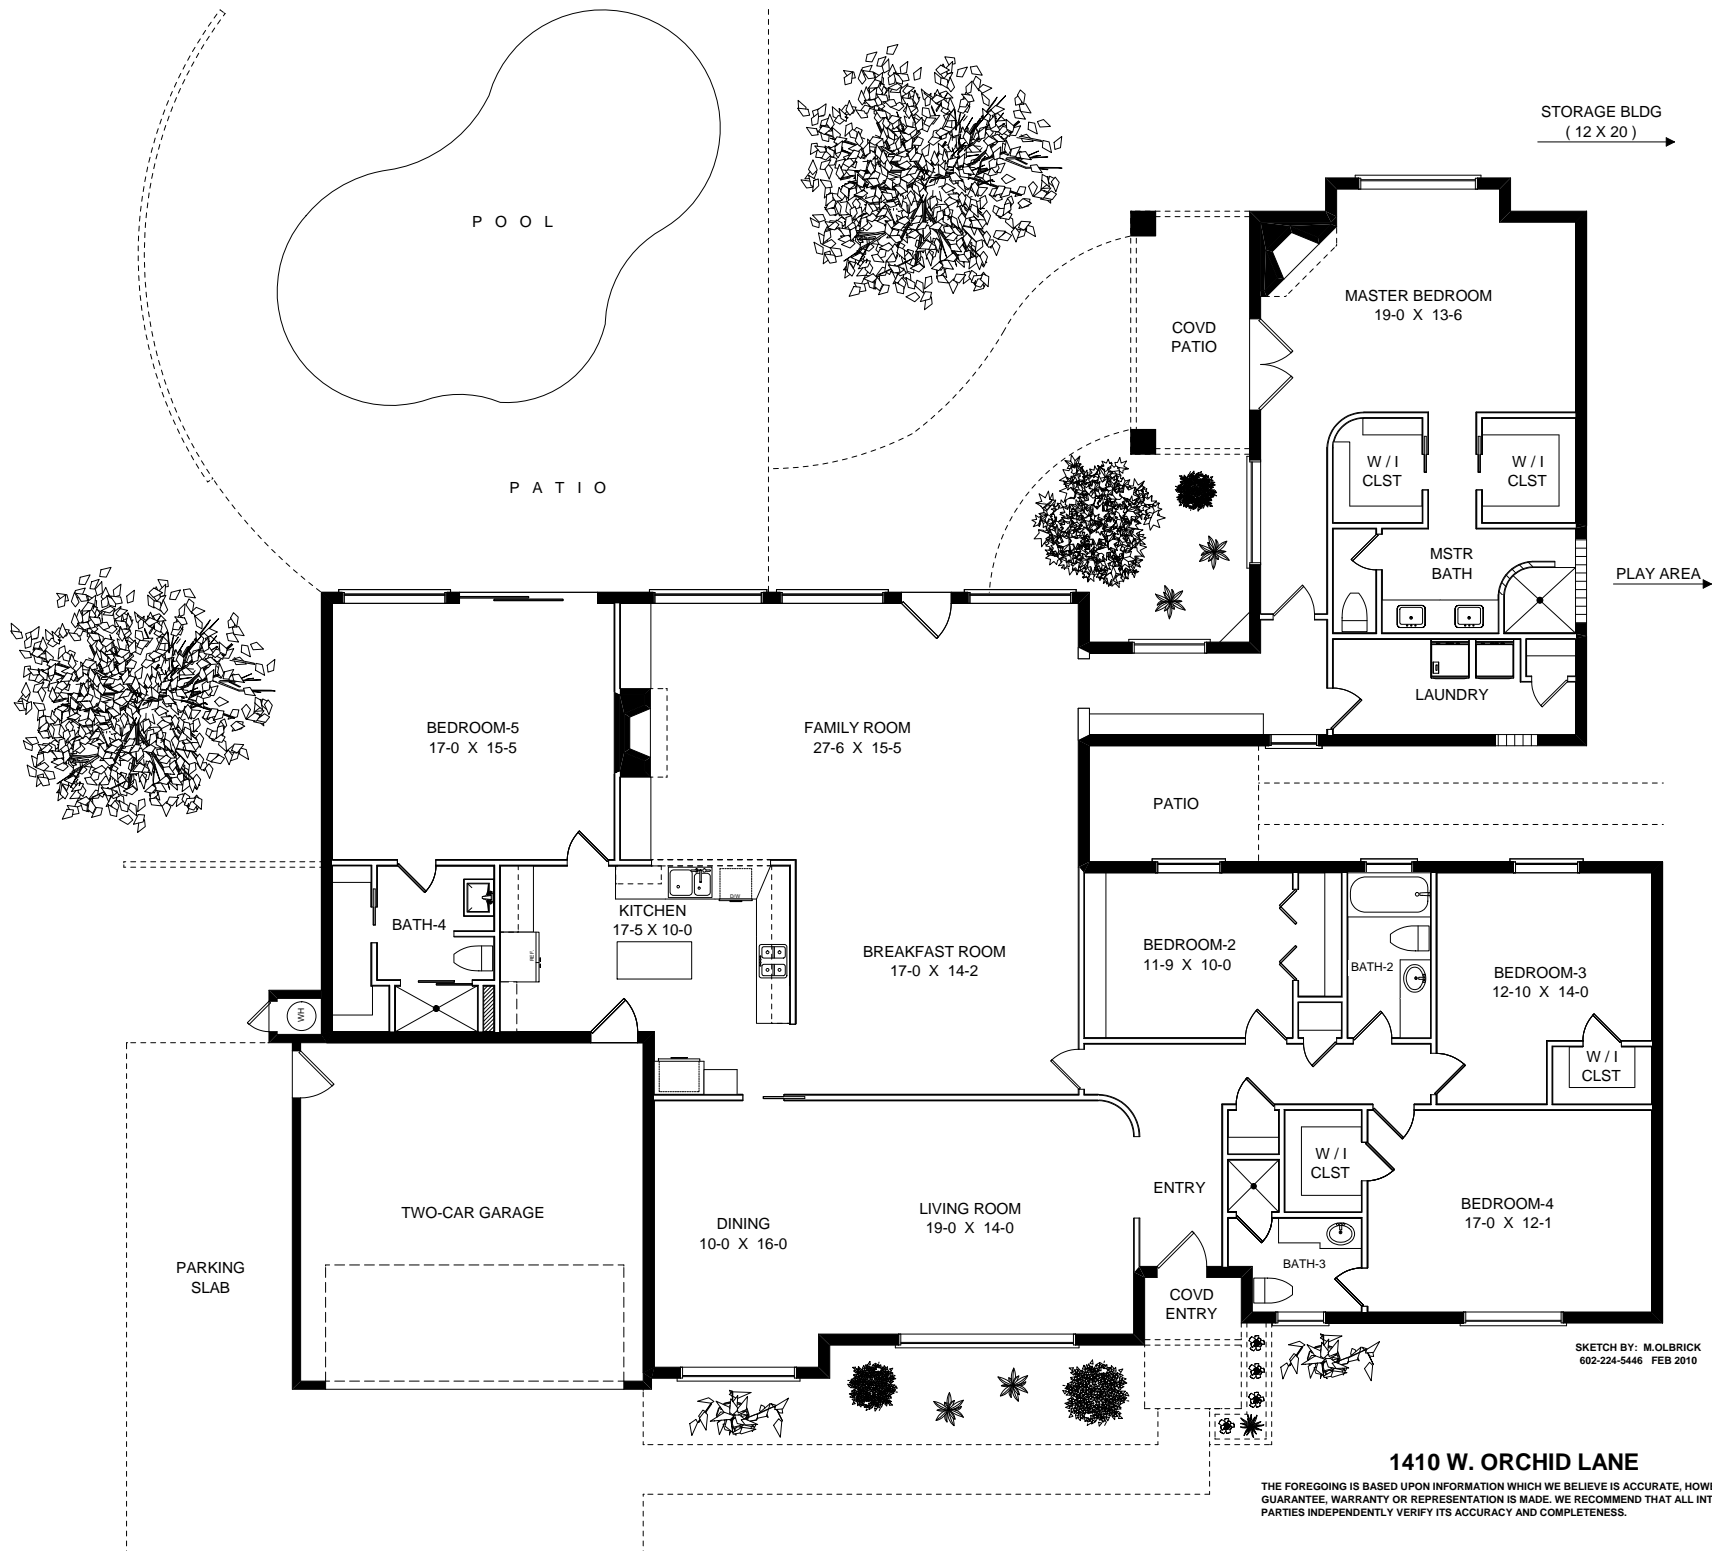 STORAGE BLDG
( 12 X 20 )
P O O L
MASTER BEDROOM
19-0 X 13-6
COVD
PATIO
W / I
CLST
W / I
CLST
P A T I O
MSTR
BATH
PLAY AREA
LAUNDRY
BEDROOM-5
17-0 X 15-5
FAMILY ROOM
27-6 X 15-5
PATIO
D/W
KITCHEN
17-5 X 10-0
BATH-4
REF.
BREAKFAST ROOM
17-0 X 14-2
BEDROOM-2
11-9 X 10-0
BATH-2
BEDROOM-3
12-10 X 14-0
WH
W / I
CLST
W / I
CLST
ENTRY
BEDROOM-4
17-0 X 12-1
TWO-CAR GARAGE
DINING
10-0 X 16-0
LIVING ROOM
19-0 X 14-0
PARKING
SLAB
BATH-3
COVD
ENTRY
SKETCH BY: M.OLBRICK
602-224-5446 FEB 2010
1410 W. ORCHID LANE
THE FOREGOING IS BASED UPON INFORMATION WHICH WE BELIEVE IS ACCURATE,
GUARANTEE, WARRANTY OR REPRESENTATION IS MADE. WE RECOMMEND THAT ALL
PARTIES INDEPENDENTLY VERIFY ITS ACCURACY AND COMPLETENESS.